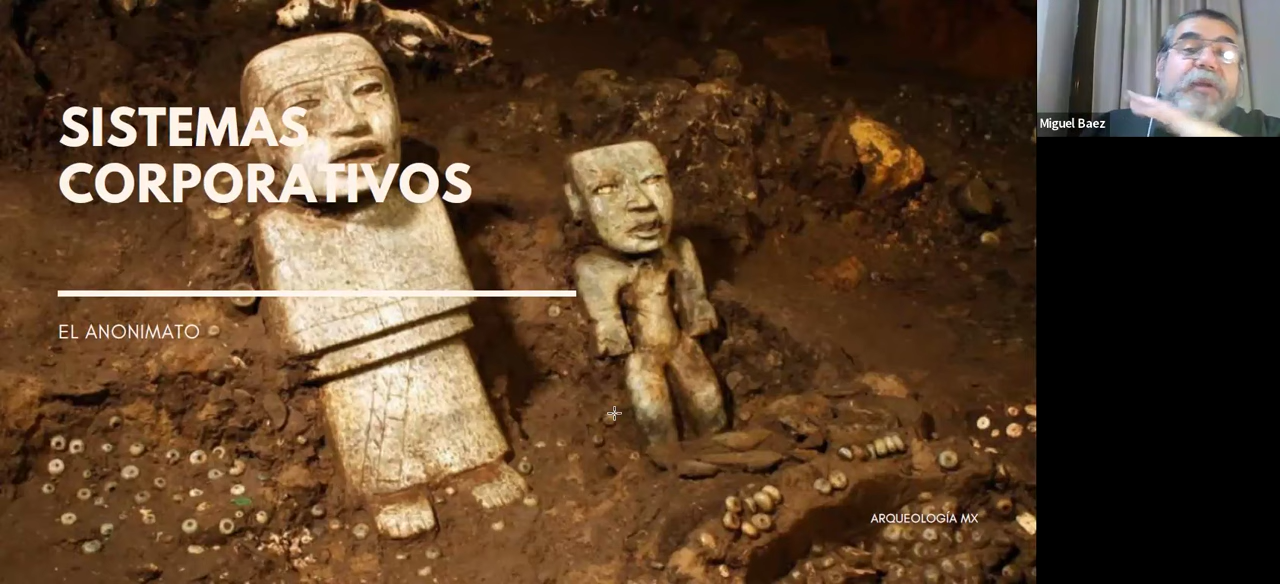 SISTEMAS
CORPORATIVOS
EL ANONIMATO
ARQUEOLOGÍA MX
Miguel Baez